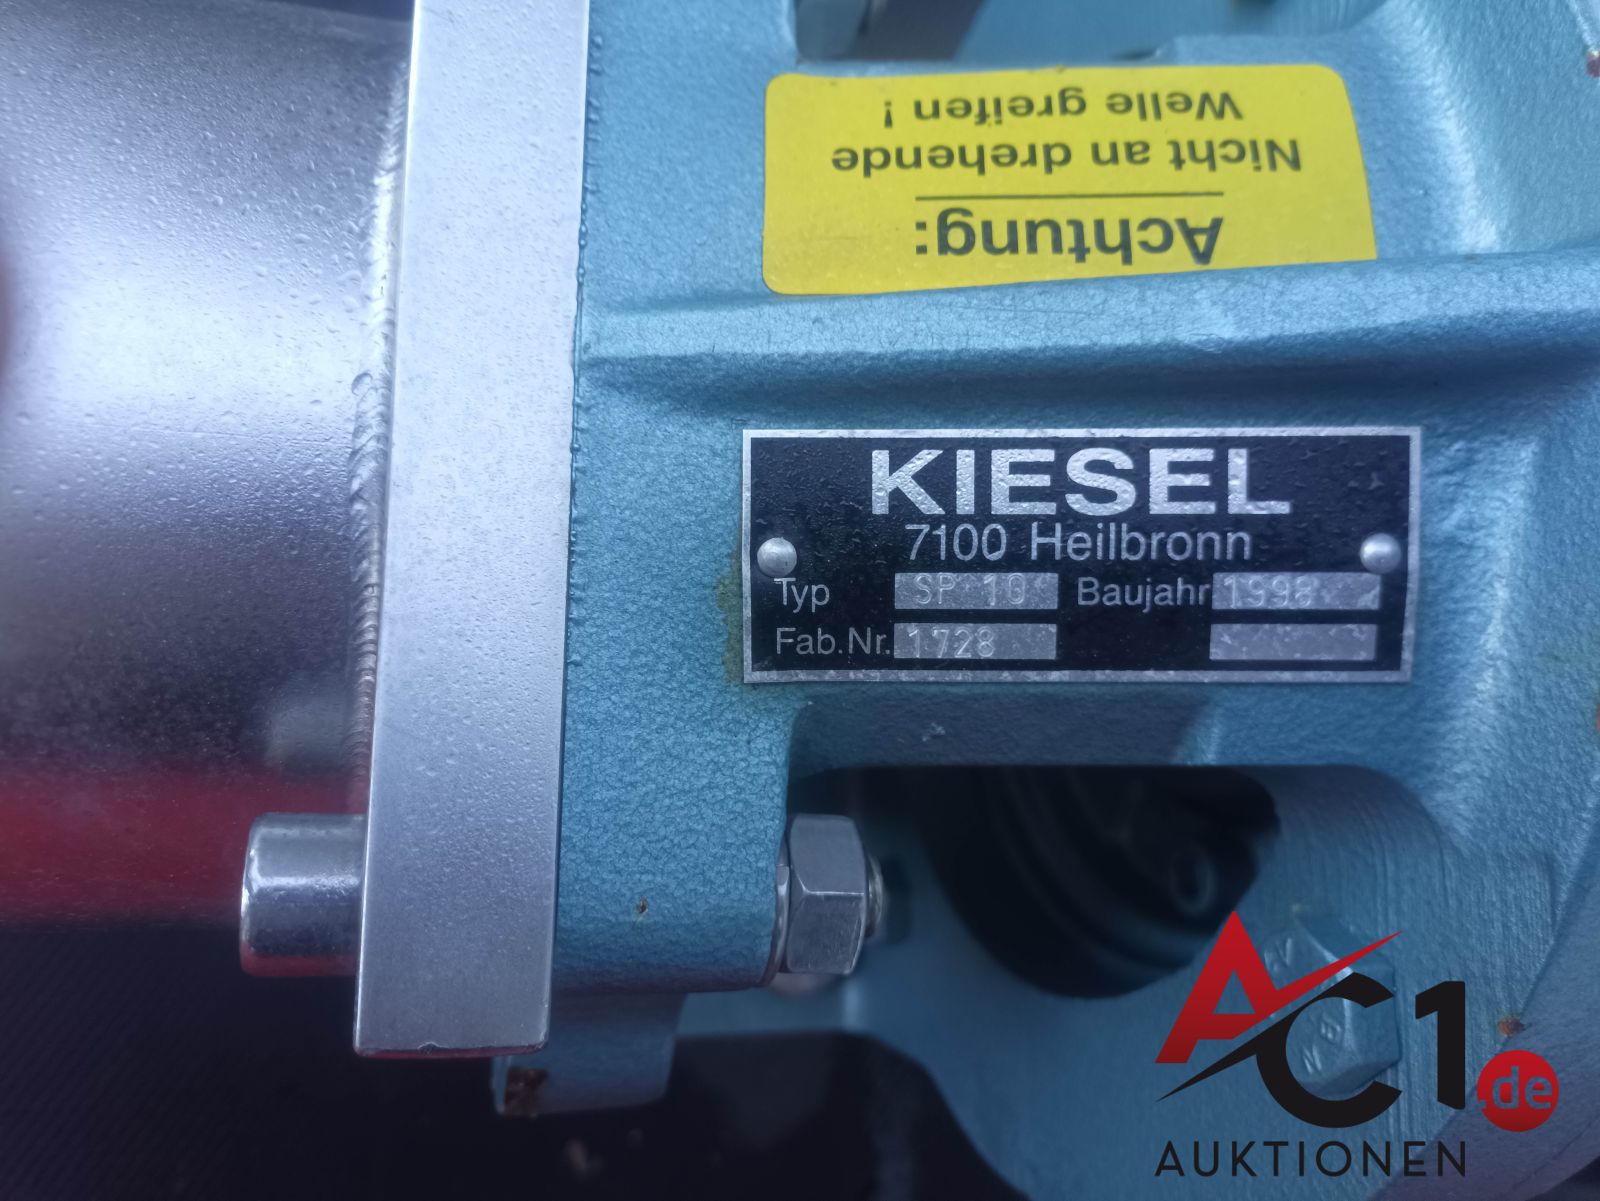 Achtung:
Nicht an drehende
Welle greifen !
KIESEL
7100 Heilbronn
Typ SP 10 Baujahr 1998
Fab.Nr. 1728
AC1.de
AUKTIONEN